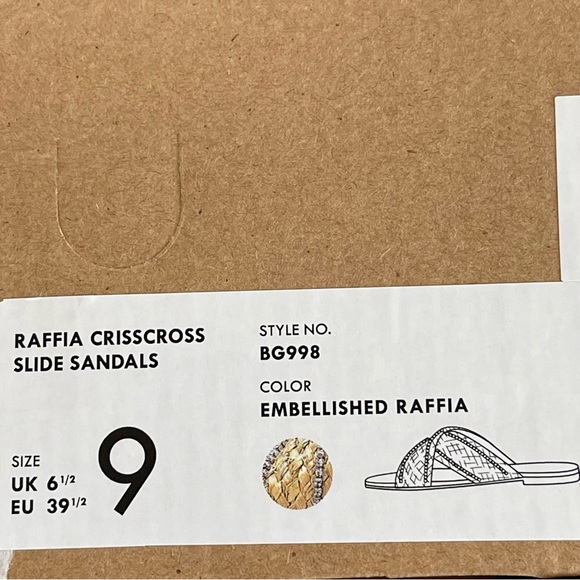 RAFFIA CRISSCROSS
SLIDE SANDALS
STYLE NO.
BG998
COLOR
EMBELLISHED RAFFIA
SIZE
UK 6 1/2
EU 39 1/2
9